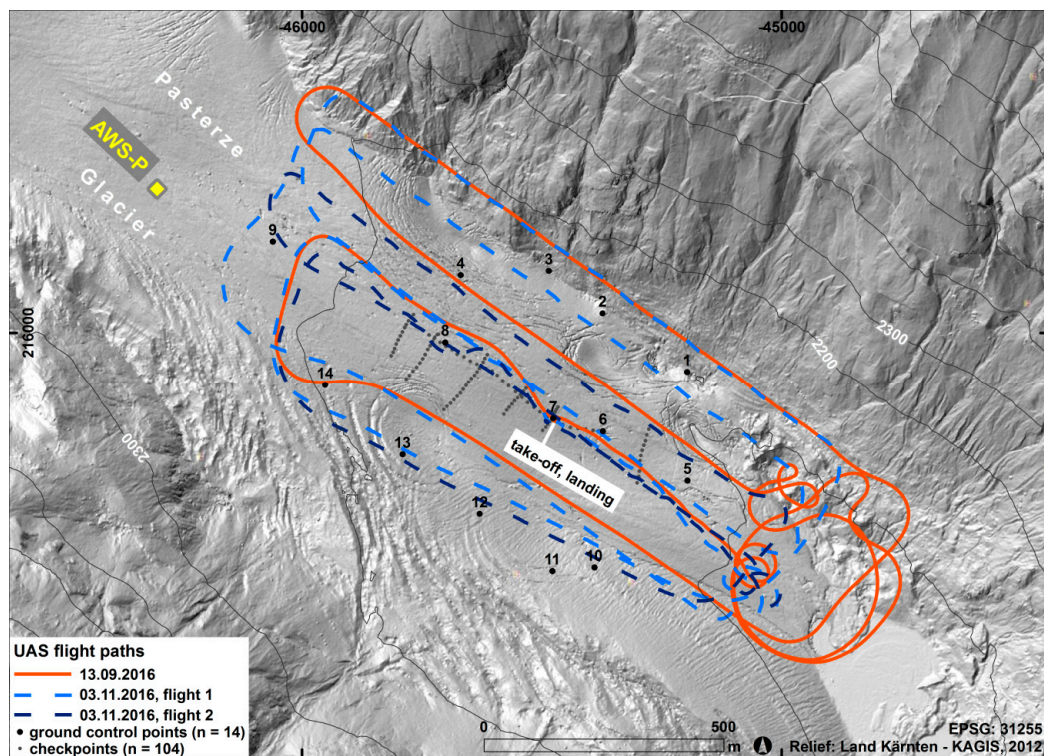 -46000
-45000
Pasterze
AWS-P
Glacier
9
4
3
2
216000
8
1
2300
14
2200
7
6
13
take-off, landing
5
2300
12
11
10
UAS flight paths
13.09.2016
03.11.2016, flight 1
03.11.2016, flight 2
ground control points (n = 14)
checkpoints (n = 104)
0
500
m
EPSG: 31255
Relief: Land Kärnten - KAGIS, 2012